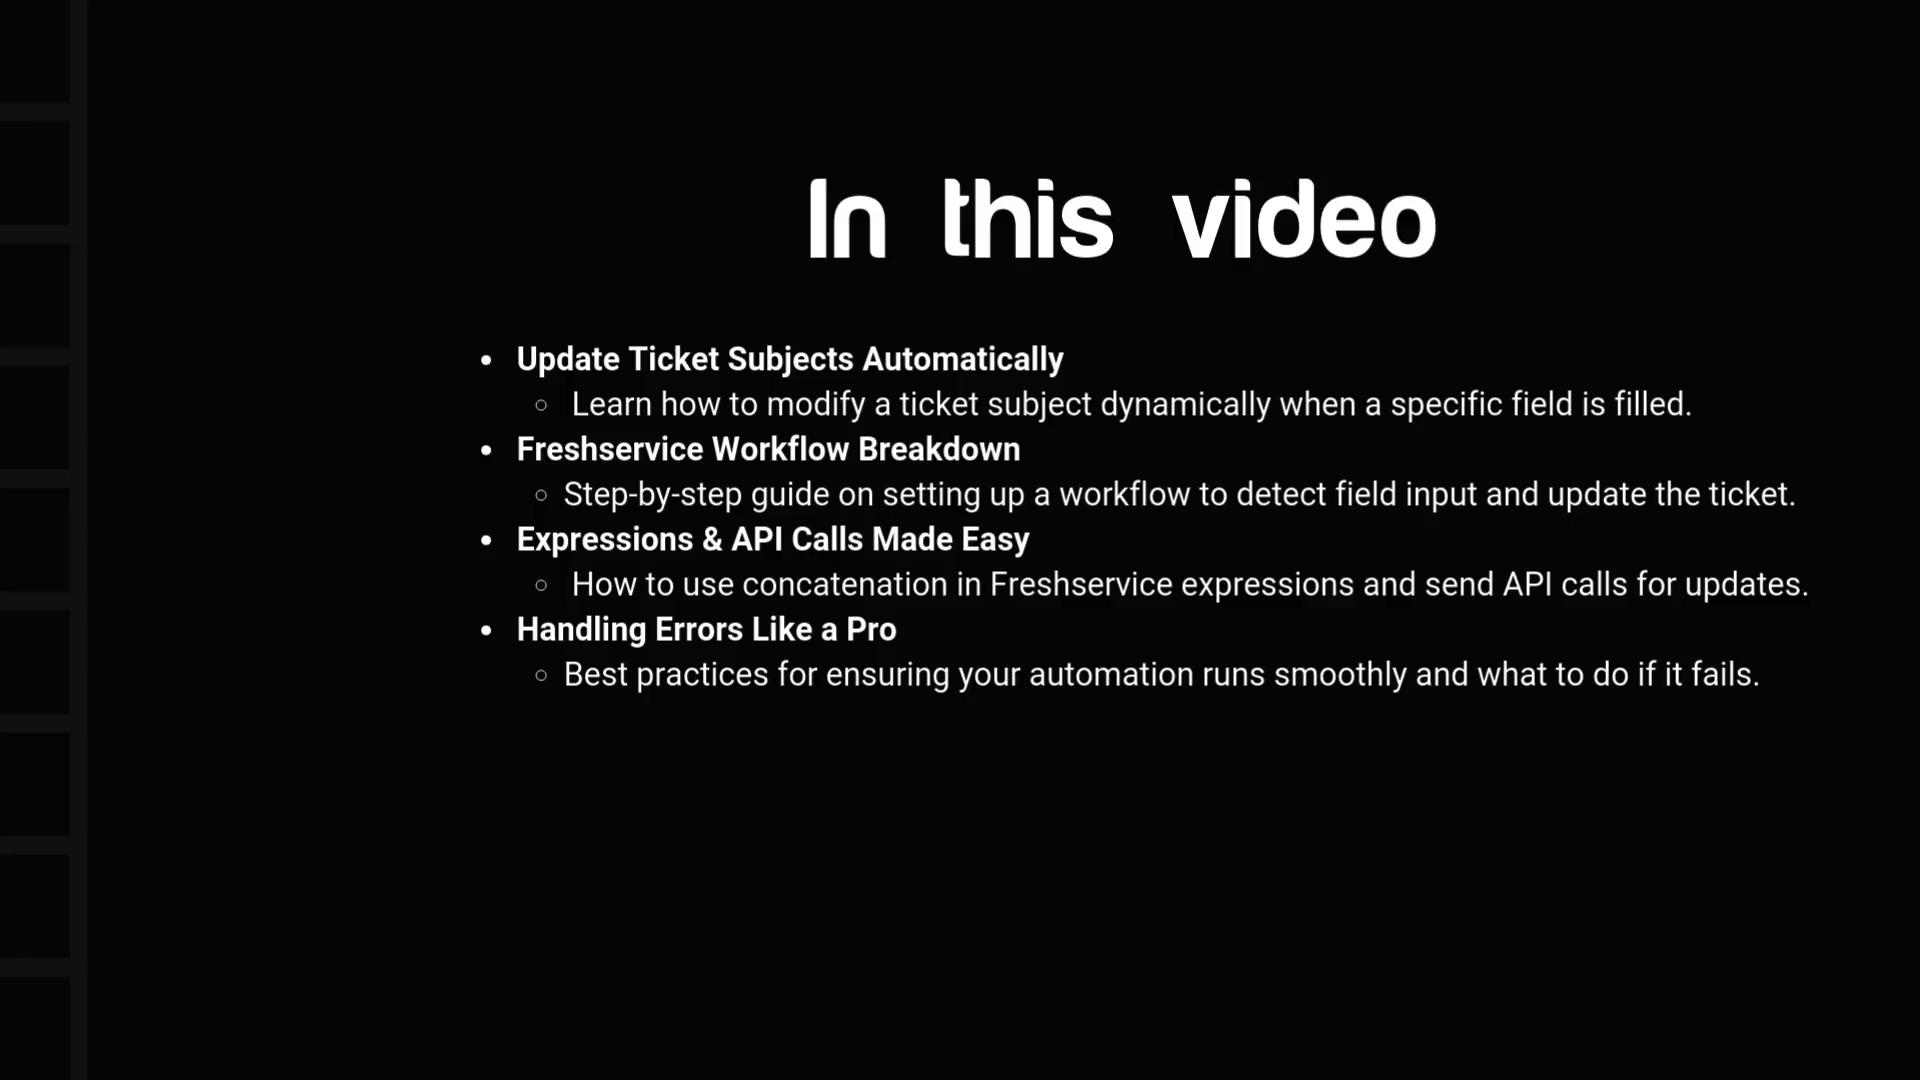 In this video
• Update Ticket Subjects Automatically
○ Learn how to modify a ticket subject dynamically when a specific field is filled.
• Freshservice Workflow Breakdown
○ Step-by-step guide on setting up a workflow to detect field input and update the ticket.
• Expressions & API Calls Made Easy
○ How to use concatenation in Freshservice expressions and send API calls for updates.
• Handling Errors Like a Pro
○ Best practices for ensuring your automation runs smoothly and what to do if it fails.